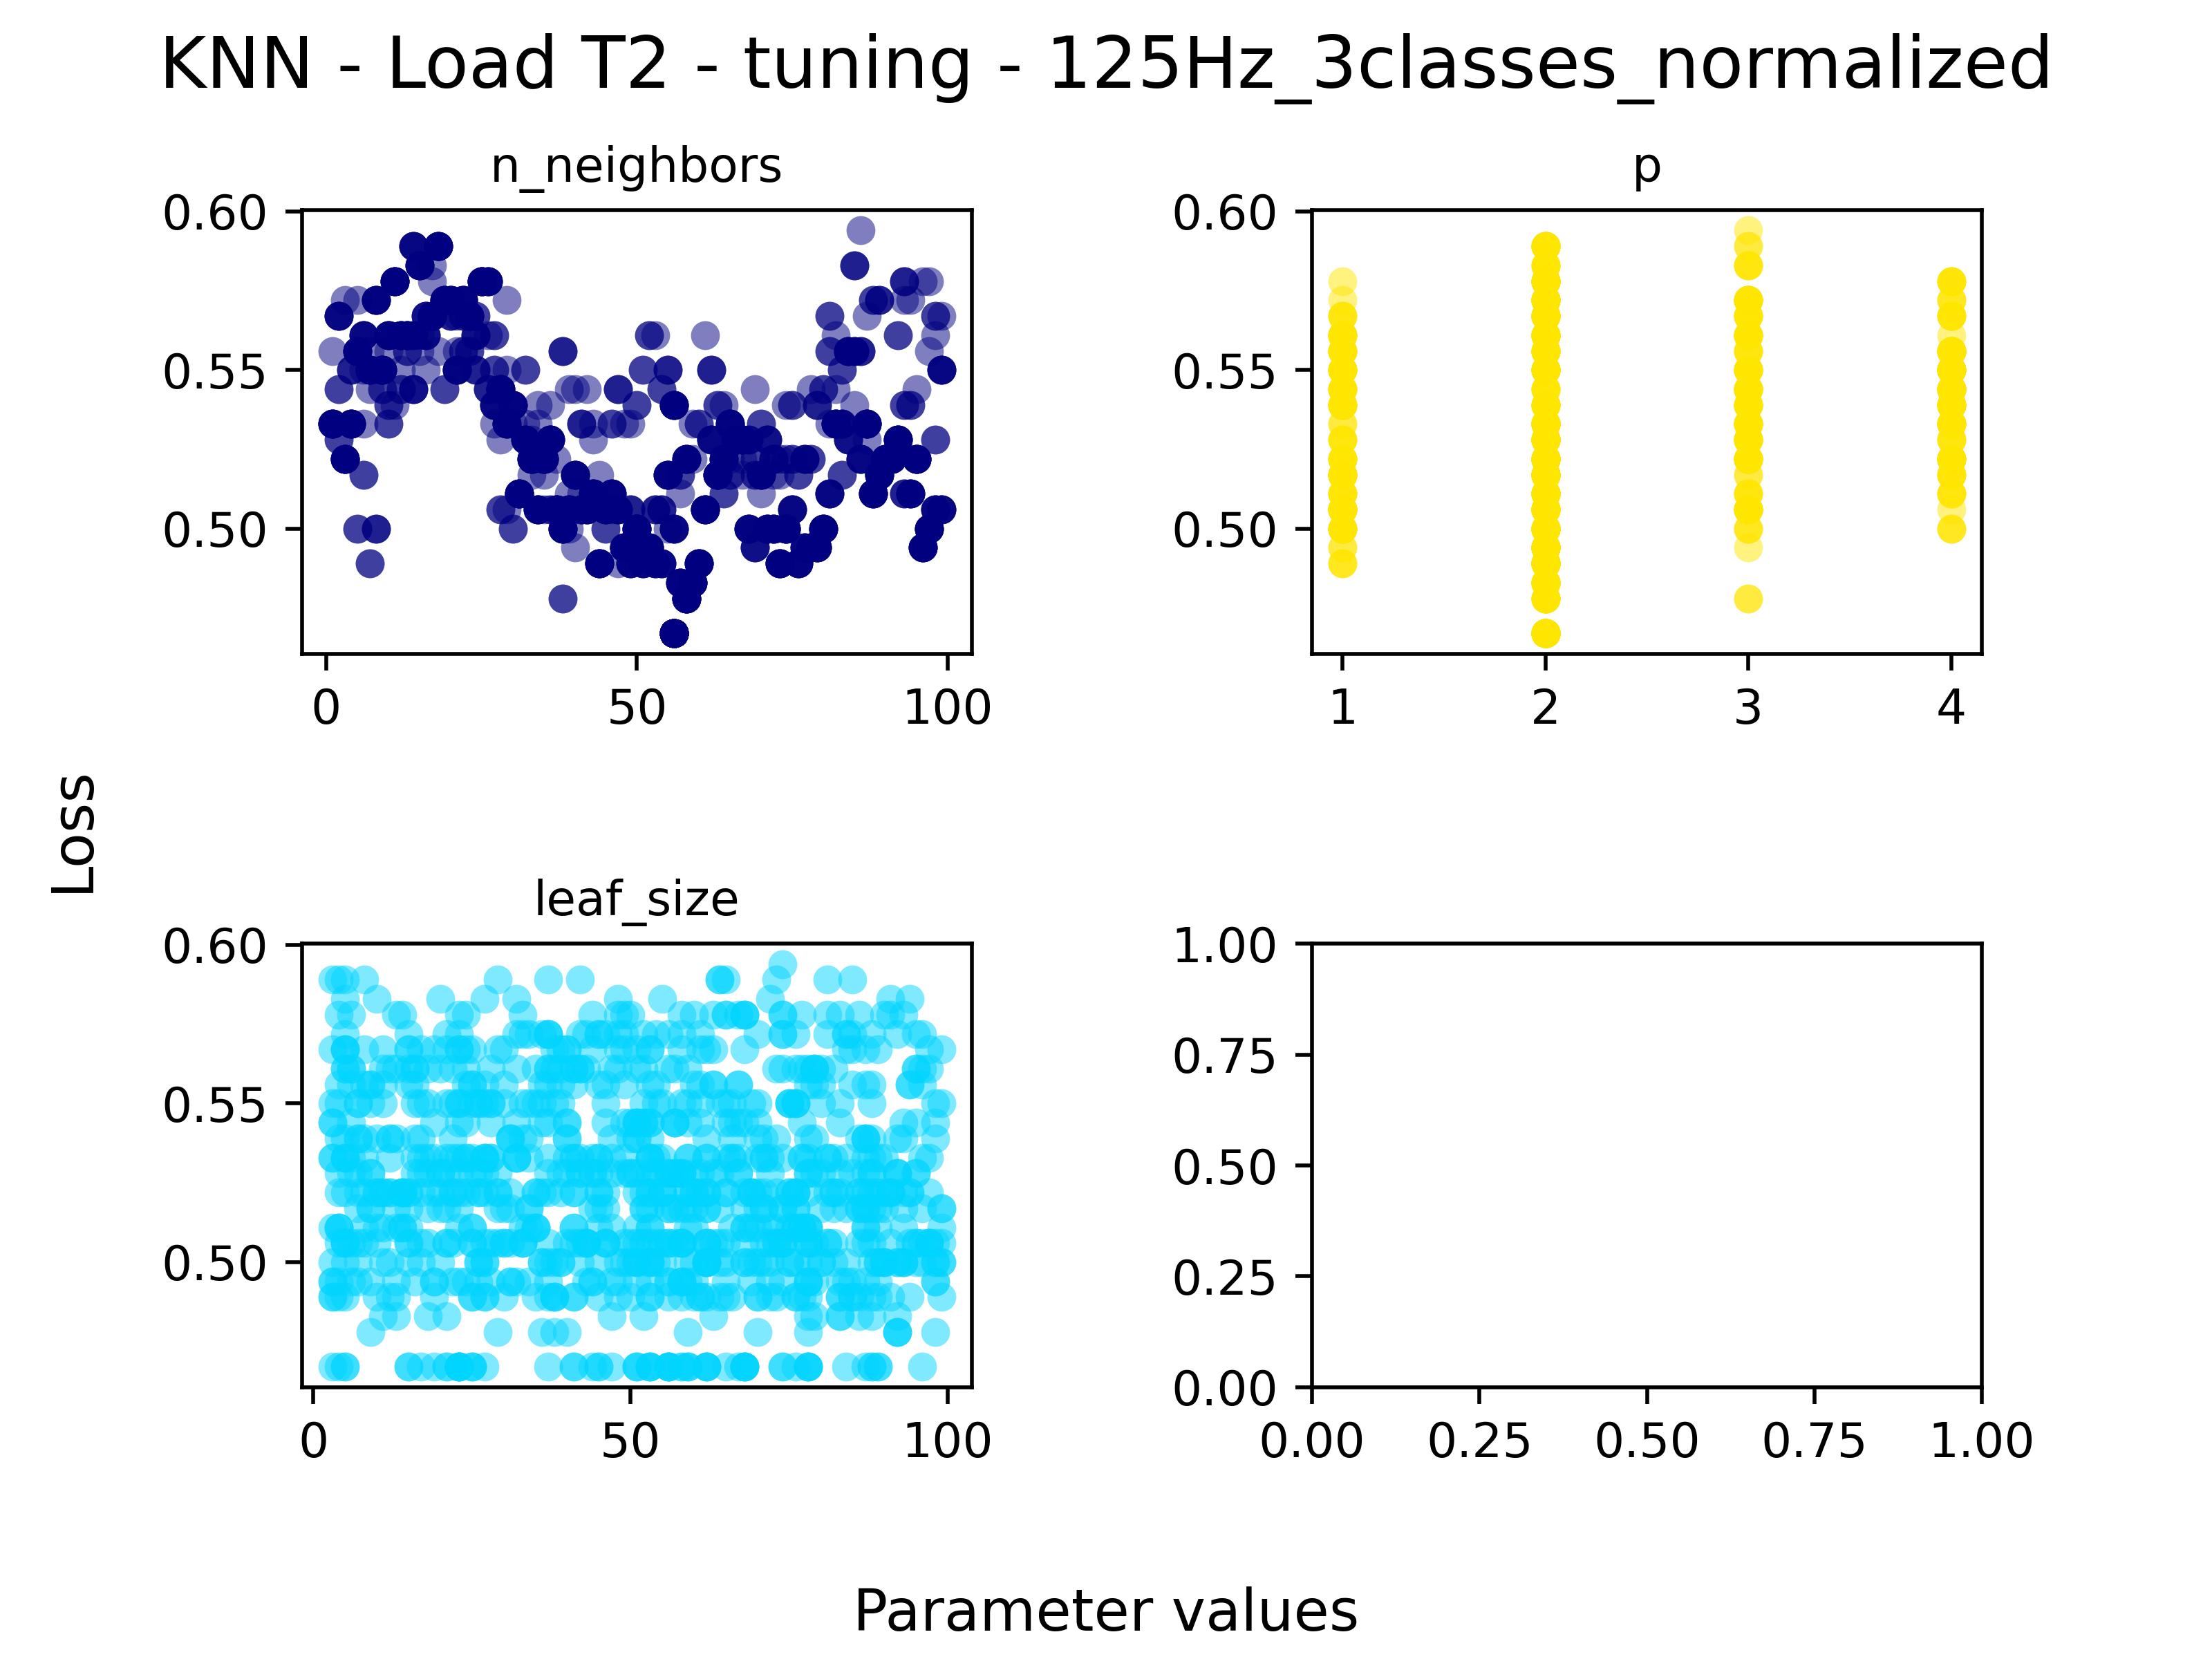 KNN - Load T2 - tuning - 125Hz_3classes_normalized
n_neighbors
0.60
0.55
0.50
0 50 100
p
0.60
0.55
0.50
1 2 3 4
Loss
leaf_size
0.60
0.55
0.50
0 50 100
1.00
0.75
0.50
0.25
0.00
0.00 0.25 0.50 0.75 1.00
Parameter values